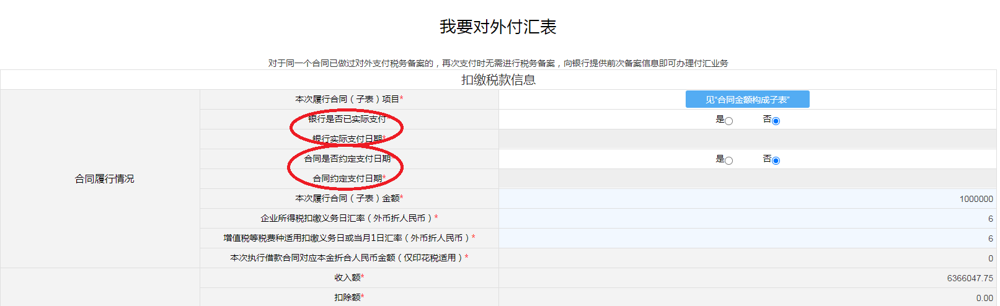 我要对外付汇表
对于同一个合同已做过对外支付税务备案的，再次支付时无需进行税务备案，向银行提供前次备案信息即可办理付汇业务
扣缴税款信息
合同履行情况
本次履行合同（子表）项目* 见“合同金额构成子表”
银行是否已实际支付* 是 否
银行实际支付日期*
合同是否约定支付日期* 是 否
合同约定支付日期*
本次履行合同（子表）金额* 1000000
企业所得税扣缴义务日汇率（外币折人民币）* 6
增值税等税费种适用扣缴义务日或当月1日汇率（外币折人民币）* 6
本次执行借款合同对应本金折合人民币金额（仅印花税适用）* 0
收入额* 6366047.75
扣除额* 0.00